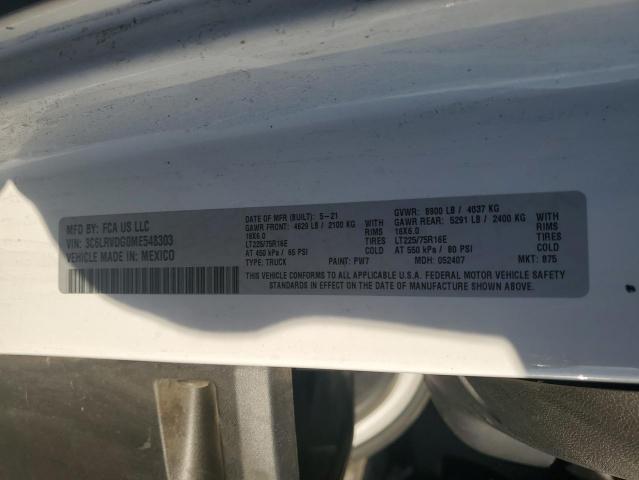 MFD BY: FCA US LLC
VIN: 3C6LRVDG0ME548303
VEHICLE MADE IN: MEXICO
DATE OF MFR (BUILT): 5-21
GAWR FRONT: 4629 LB / 2100 KG
16X6.0 WITH
RIMS
LT225/75R16E TIRES
AT 450 kPa / 65 PSI COLD
TYPE: TRUCK PAINT: PW7
GVWR: 8900 LB / 4037 KG
GAWR REAR: 5291 LB / 2400 KG
16X6.0 WITH
RIMS
LT225/75R16E TIRES
AT 550 kPa / 80 PSI COLD
MDH: 052407 MKT: 875
THIS VEHICLE CONFORMS TO ALL APPLICABLE U.S.A. FEDERAL MOTOR VEHICLE SAFETY
STANDARDS IN EFFECT ON THE DATE OF MANUFACTURE SHOWN ABOVE.